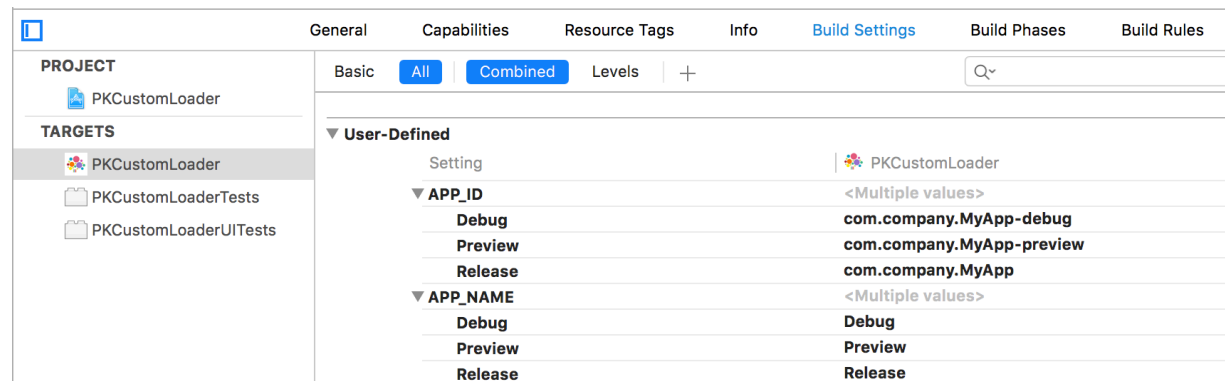 General Capabilities Resource Tags Info Build Settings Build Phases Build Rules
PROJECT
PKCustomLoader
TARGETS
PKCustomLoader
PKCustomLoaderTests
PKCustomLoaderUITests
Basic All Combined Levels +
User-Defined
Setting PKCustomLoader
APP_ID <Multiple values>
Debug com.company.MyApp-debug
Preview com.company.MyApp-preview
Release com.company.MyApp
APP_NAME <Multiple values>
Debug Debug
Preview Preview
Release Release